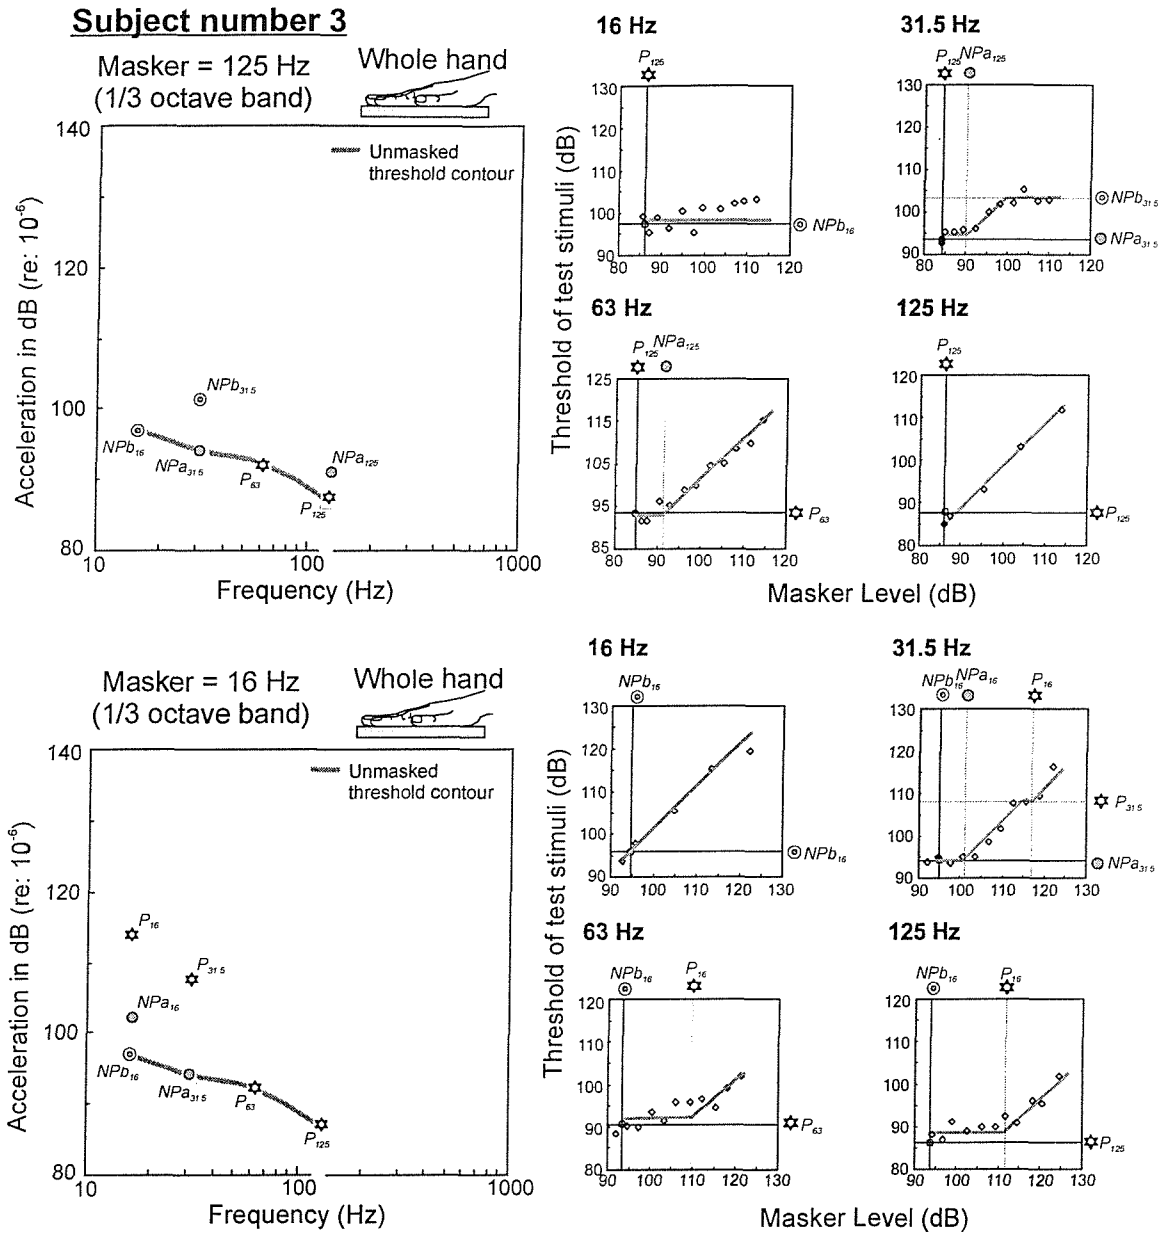 Subject number 3
Masker = 125 Hz
(1/3 octave band)
Whole hand
Unmasked
threshold contour
Acceleration in dB (re: 10⁻⁶)
140
120
100
80
10
100
1000
NPb₃₁.₅
NPb₁₆
NPa₃₁.₅
P₆₃
NPa₁₂₅
P₁₂₅
Frequency (Hz)
Threshold of test stimuli (dB)
16 Hz
P₁₂₅
130
120
110
100
90
80 90 100 110 120
NPb₁₆
31.5 Hz
P₁₂₅ NPa₁₂₅
130
120
110
100
90
80 90 100 110 120
NPb₃₁.₅
NPa₃₁.₅
63 Hz
P₁₂₅ NPa₁₂₅
125
115
105
95
85
80 90 100 110 120
P₆₃
125 Hz
P₁₂₅
120
110
100
90
80
80 90 100 110 120
P₁₂₅
Masker Level (dB)
Masker = 16 Hz
(1/3 octave band)
Whole hand
Unmasked
threshold contour
Acceleration in dB (re: 10⁻⁶)
140
120
100
80
10
100
1000
P₁₆
P₃₁.₅
NPa₁₆
NPb₁₆
NPa₃₁.₅
P₆₃
P₁₂₅
Frequency (Hz)
Threshold of test stimuli (dB)
16 Hz
NPb₁₆
130
120
110
100
90
90 100 110 120 130
NPb₁₆
31.5 Hz
NPb₁₆ NPa₁₆ P₁₆
130
120
110
100
90
90 100 110 120 130
P₃₁.₅
NPa₃₁.₅
63 Hz
NPb₁₆ P₁₆
120
110
100
90
80
90 100 110 120 130
P₆₃
125 Hz
NPb₁₆ P₁₆
120
110
100
90
80
90 100 110 120 130
P₁₂₅
Masker Level (dB)